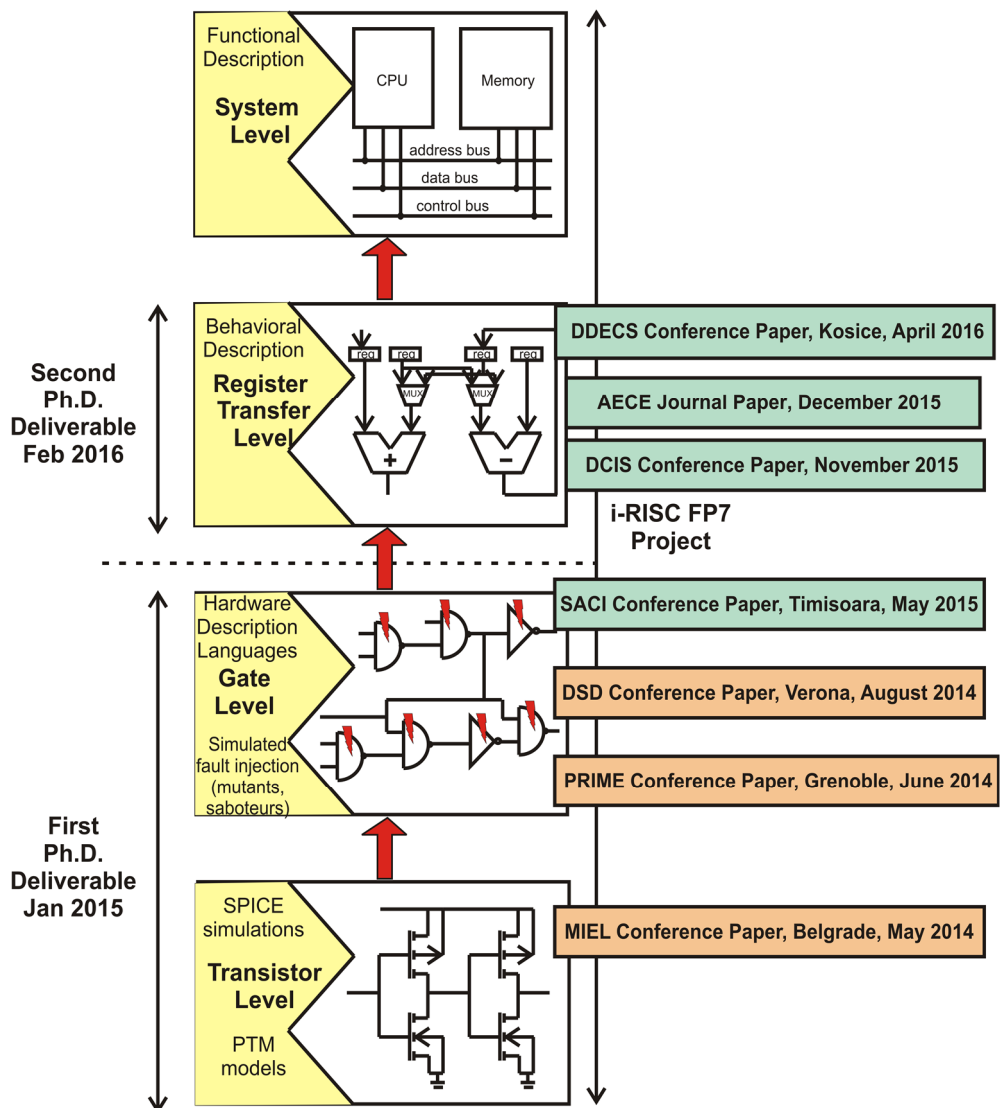 Functional
Description
System
Level
CPU
Memory
address bus
data bus
control bus
Second
Ph.D.
Deliverable
Feb 2016
Behavioral
Description
Register
Transfer
Level
reg
reg
reg
reg
MUX
MUX
+
-
DDECS Conference Paper, Kosice, April 2016
AECE Journal Paper, December 2015
DCIS Conference Paper, November 2015
i-RISC FP7
Project
First
Ph.D.
Deliverable
Jan 2015
Hardware
Description
Languages
Gate
Level
Simulated
fault injection
(mutants,
saboteurs)
SACI Conference Paper, Timisoara, May 2015
DSD Conference Paper, Verona, August 2014
PRIME Conference Paper, Grenoble, June 2014
SPICE
simulations
Transistor
Level
PTM
models
MIEL Conference Paper, Belgrade, May 2014